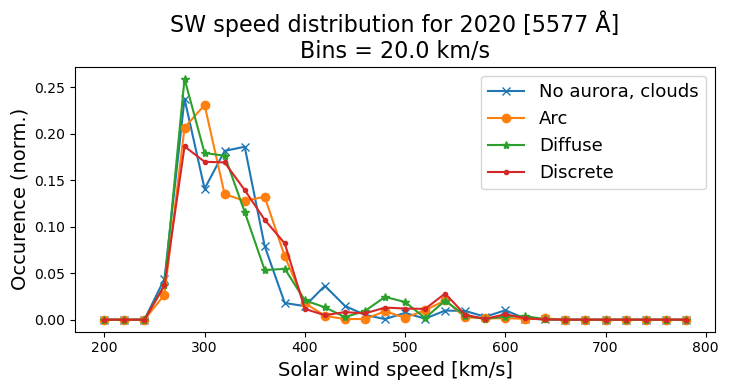 SW speed distribution for 2020 [5577 Å]
Bins = 20.0 km/s
Occurence (norm.)
0.25
0.20
0.15
0.10
0.05
0.00
No aurora, clouds
Arc
Diffuse
Discrete
200 300 400 500 600 700 800
Solar wind speed [km/s]